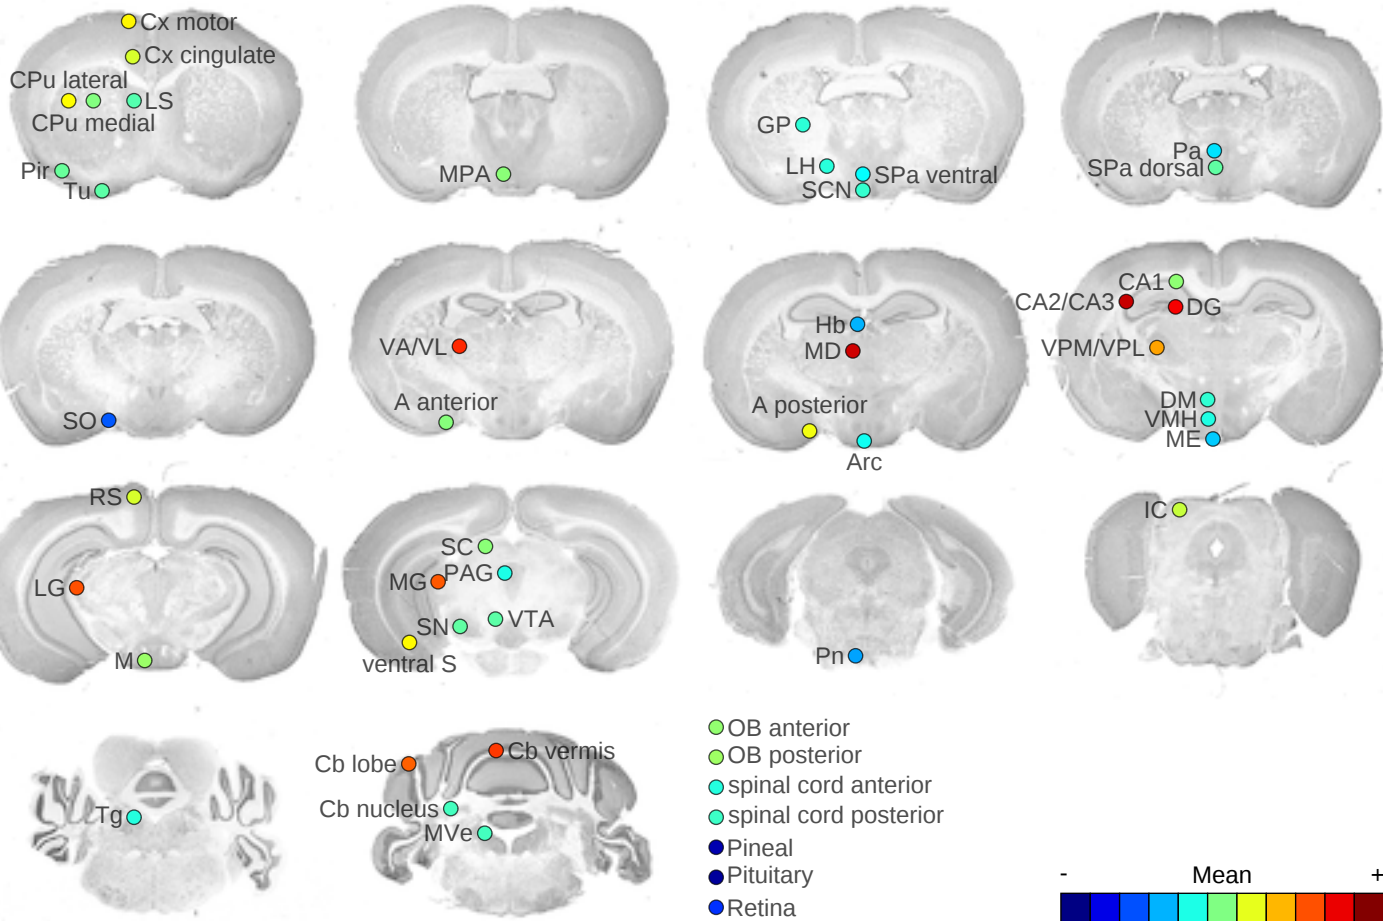 Cx motor
Cx cingulate
CPu lateral
LS
CPu medial
Pir
Tu
MPA
GP
LH
SPa ventral
SCN
Pa
SPa dorsal
SO
VA/VL
A anterior
Hb
MD
A posterior
Arc
CA1
CA2/CA3
DG
VPM/VPL
DM
VMH
ME
RS
LG
M
SC
MG
PAG
SN
VTA
ventral S
Pn
IC
Tg
Cb lobe
Cb vermis
Cb nucleus
MVe
OB anterior
OB posterior
spinal cord anterior
spinal cord posterior
Pineal
Pituitary
Retina
- Mean +